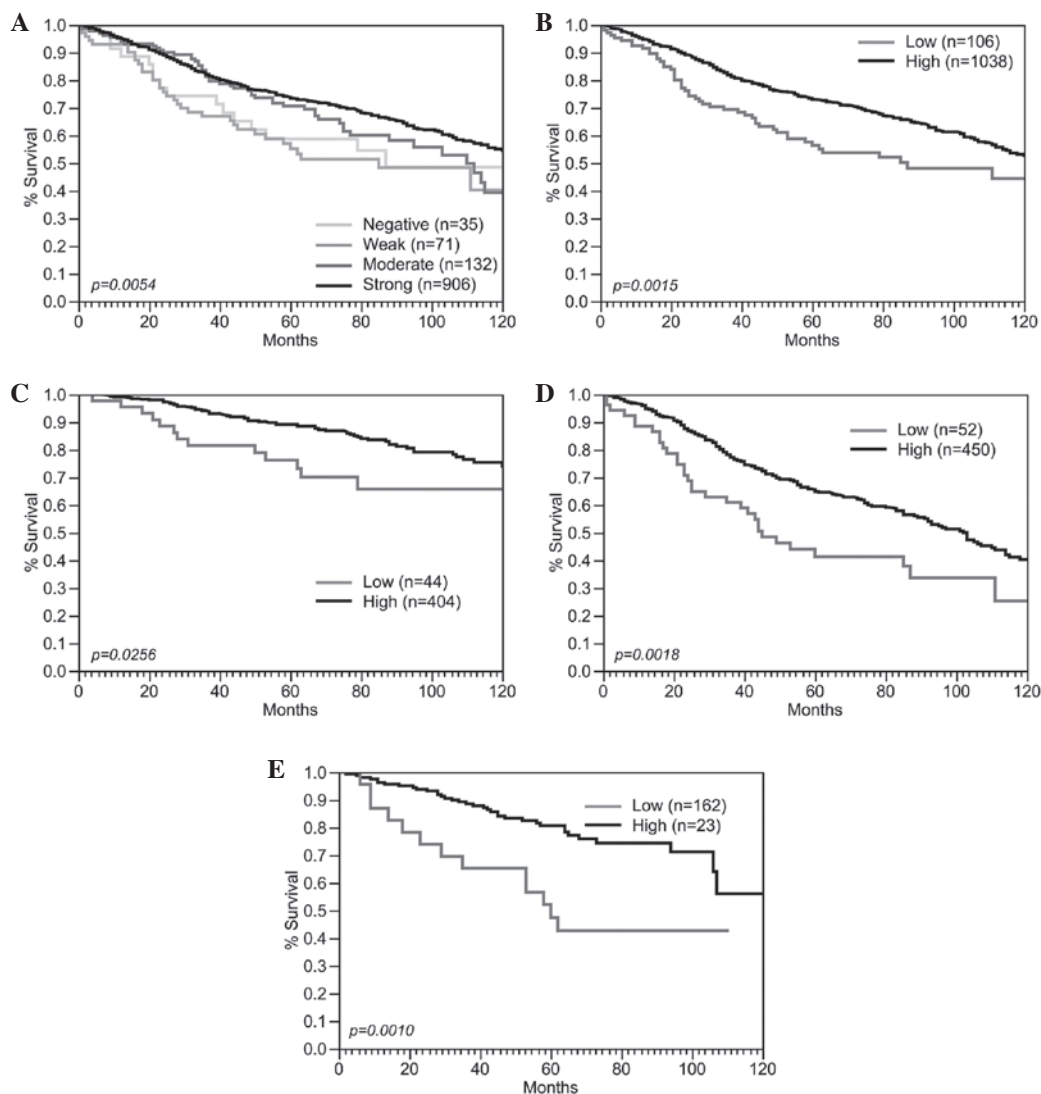 A
1.0
0.9
0.8
0.7
0.6
0.5
0.4
0.3
0.2
0.1
0.0
% Survival
Negative (n=35)
Weak (n=71)
Moderate (n=132)
Strong (n=906)
p=0.0054
0 20 40 60 80 100 120
Months
B
1.0
0.9
0.8
0.7
0.6
0.5
0.4
0.3
0.2
0.1
0.0
% Survival
Low (n=106)
High (n=1038)
p=0.0015
0 20 40 60 80 100 120
Months
C
1.0
0.9
0.8
0.7
0.6
0.5
0.4
0.3
0.2
0.1
0.0
% Survival
Low (n=44)
High (n=404)
p=0.0256
0 20 40 60 80 100 120
Months
D
1.0
0.9
0.8
0.7
0.6
0.5
0.4
0.3
0.2
0.1
0.0
% Survival
Low (n=52)
High (n=450)
p=0.0018
0 20 40 60 80 100 120
Months
E
1.0
0.9
0.8
0.7
0.6
0.5
0.4
0.3
0.2
0.1
0.0
% Survival
Low (n=162)
High (n=23)
p=0.0010
0 20 40 60 80 100 120
Months